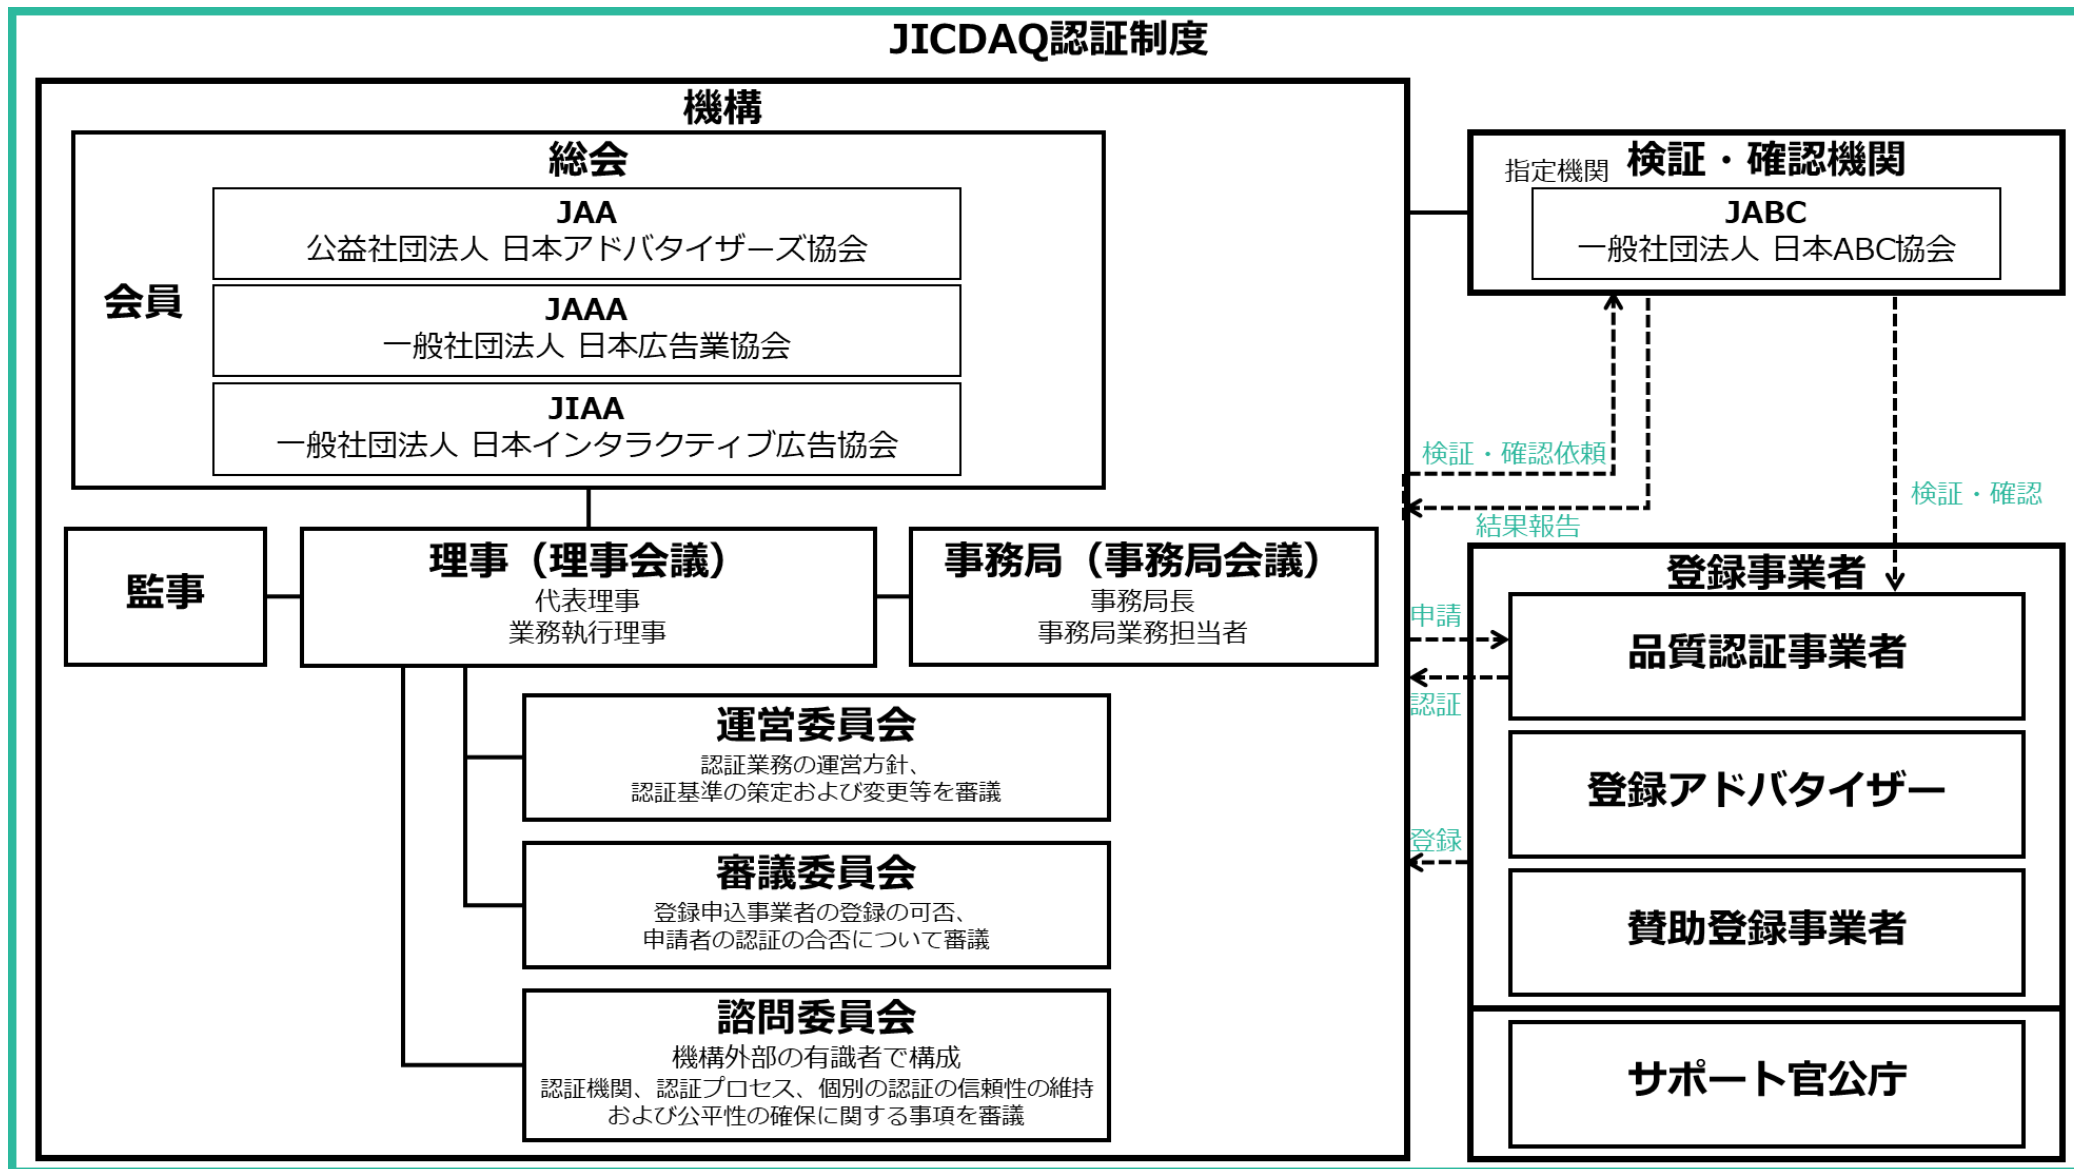 JICDAQ認証制度
機構
総会
会員
JAA
公益社団法人 日本アドバタイザーズ協会
JAAA
一般社団法人 日本広告業協会
JIAA
一般社団法人 日本インタラクティブ広告協会
監事
理事（理事会議）
代表理事
業務執行理事
事務局（事務局会議）
事務局長
事務局業務担当者
運営委員会
認証業務の運営方針、
認証基準の策定および変更等を審議
審議委員会
登録申込事業者の登録の可否、
申請者の認証の合否について審議
諮問委員会
機構外部の有識者で構成
認証機関、認証プロセス、個別の認証の信頼性の維持
および公平性の確保に関する事項を審議
指定機関 検証・確認機関
JABC
一般社団法人 日本ABC協会
検証・確認依頼
結果報告
検証・確認
申請
認証
登録
登録事業者
品質認証事業者
登録アドバタイザー
賛助登録事業者
サポート官公庁